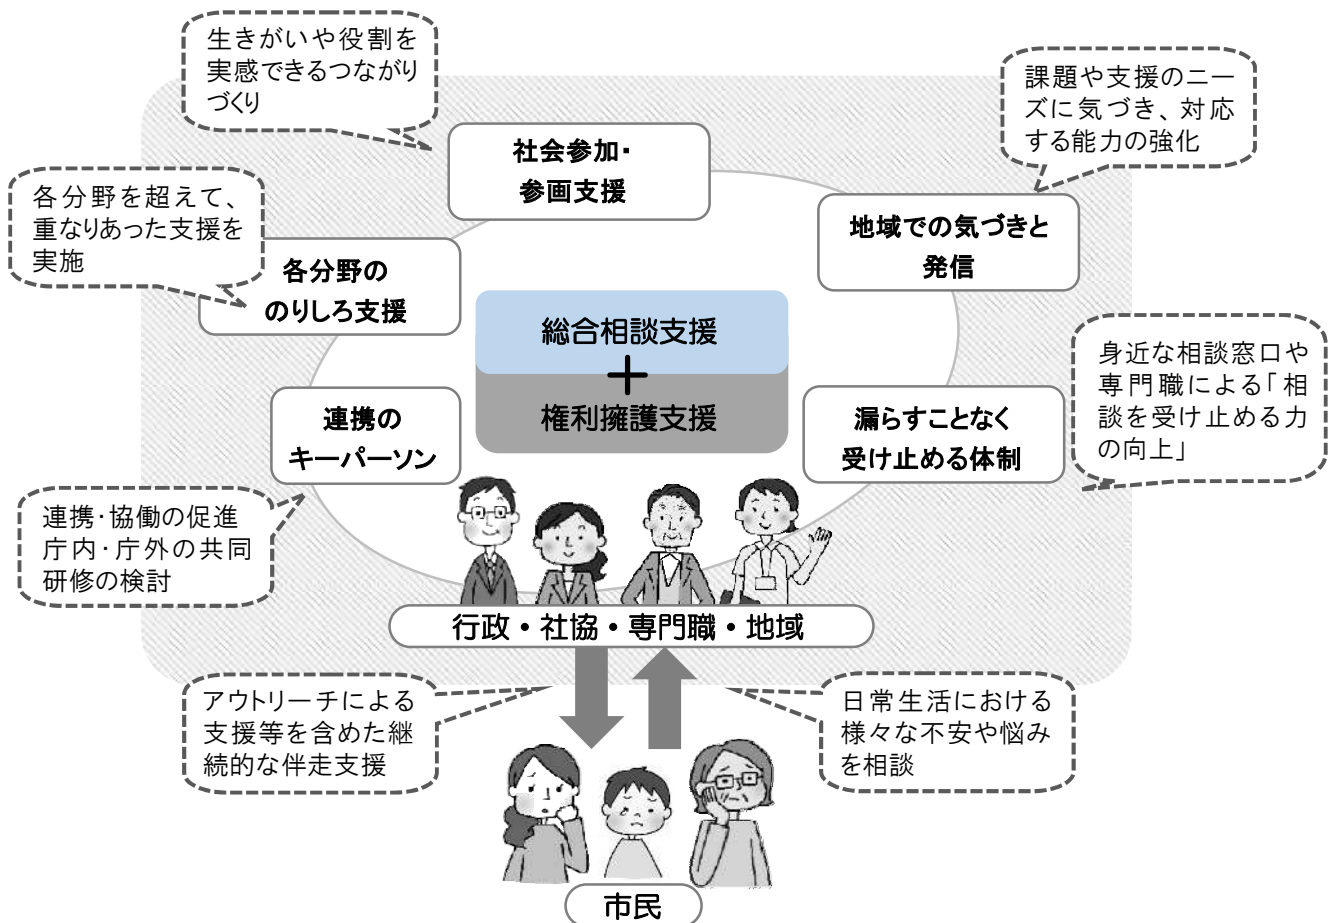 生きがいや役割を
実感できるつながり
づくり
課題や支援のニー
ズに気づき、対応
する能力の強化
社会参加・
参画支援
各分野を超えて、
重なりあった支援を
実施
地域での気づきと
発信
各分野の
のりしろ支援
総合相談支援
＋
権利擁護支援
身近な相談窓口や
専門職による「相
談を受け止める力
の向上」
連携の
キーパーソン
漏らすことなく
受け止める体制
連携・協働の促進
庁内・庁外の共同
研修の検討
行政・社協・専門職・地域
アウトリーチによる
支援等を含めた継
続的な伴走支援
日常生活における
様々な不安や悩み
を相談
市民